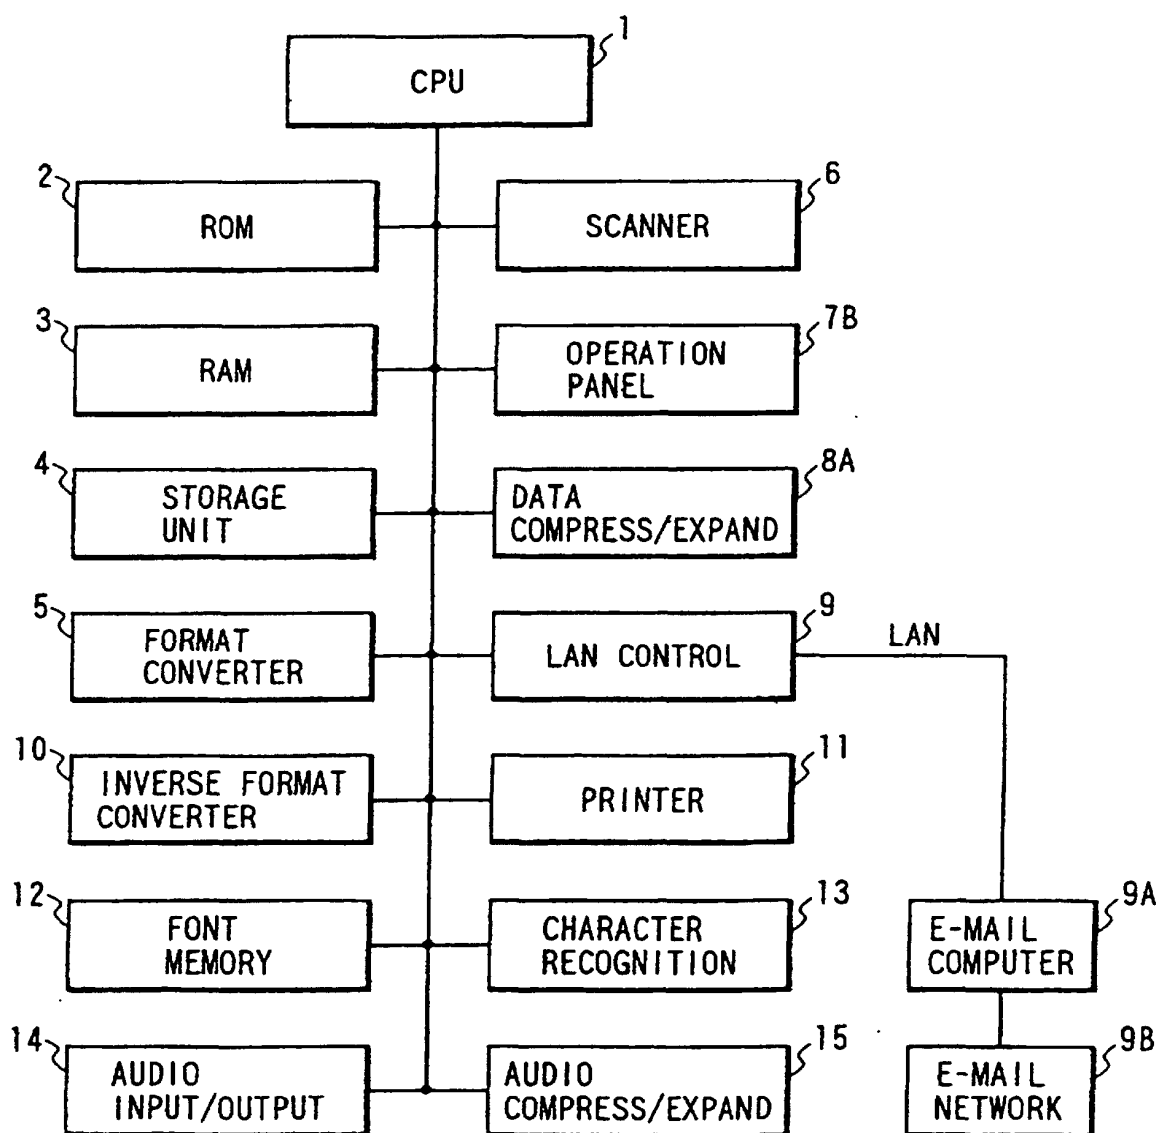 1
CPU
2
ROM
6
SCANNER
3
RAM
7B
OPERATION
PANEL
4
STORAGE
UNIT
8A
DATA
COMPRESS/EXPAND
5
FORMAT
CONVERTER
9
LAN CONTROL
LAN
10
INVERSE FORMAT
CONVERTER
11
PRINTER
12
FONT
MEMORY
13
CHARACTER
RECOGNITION
9A
E-MAIL
COMPUTER
14
AUDIO
INPUT/OUTPUT
15
AUDIO
COMPRESS/EXPAND
9B
E-MAIL
NETWORK